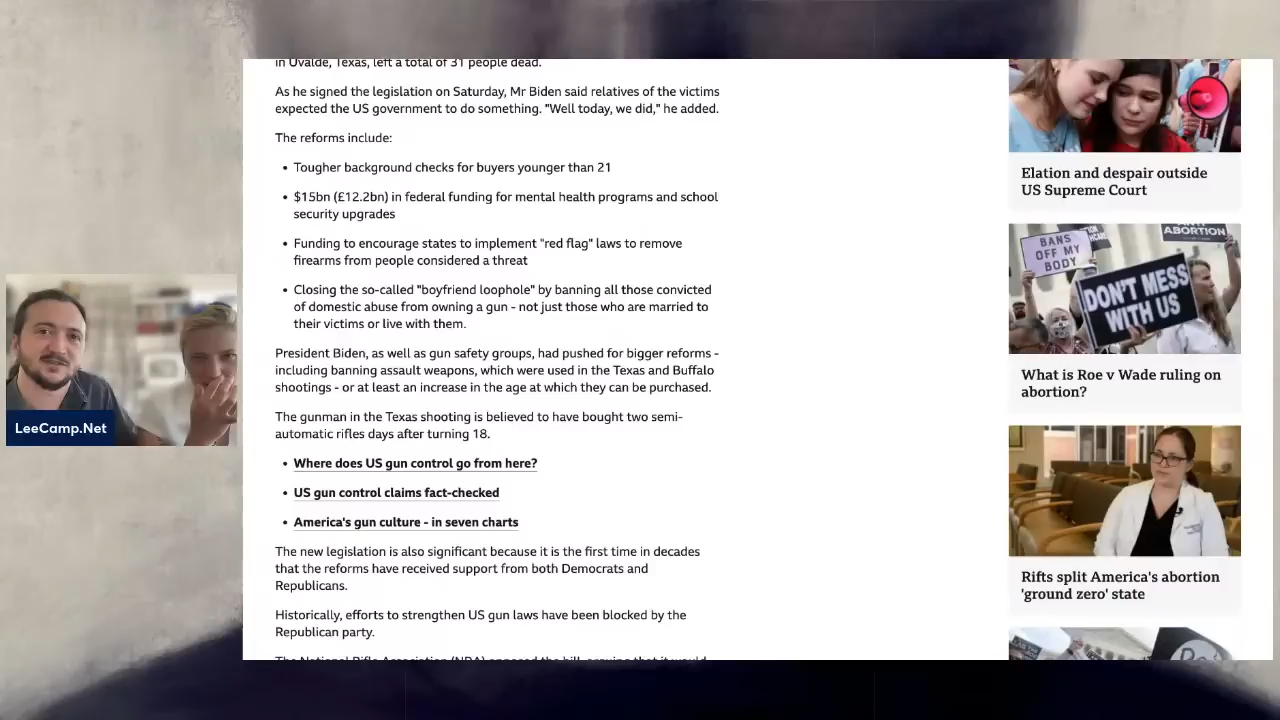 in Uvalde, Texas, left a total of 31 people dead.
As he signed the legislation on Saturday, Mr Biden said relatives of the victims
expected the US government to do something. "Well today, we did," he added.
The reforms include:
• Tougher background checks for buyers younger than 21
• $15bn (£12.2bn) in federal funding for mental health programs and school
security upgrades
• Funding to encourage states to implement "red flag" laws to remove
firearms from people considered a threat
• Closing the so-called "boyfriend loophole" by banning all those convicted
of domestic abuse from owning a gun - not just those who are married to
their victims or live with them.
President Biden, as well as gun safety groups, had pushed for bigger reforms -
including banning assault weapons, which were used in the Texas and Buffalo
shootings - or at least an increase in the age at which they can be purchased.
The gunman in the Texas shooting is believed to have bought two semi-
automatic rifles days after turning 18.
• Where does US gun control go from here?
• US gun control claims fact-checked
• America's gun culture - in seven charts
The new legislation is also significant because it is the first time in decades
that the reforms have received support from both Democrats and
Republicans.
Historically, efforts to strengthen US gun laws have been blocked by the
Republican party.
The National Rifle Association (NRA) opposed the bill, arguing that it would
LeeCamp.Net
Elation and despair outside
US Supreme Court
BANS
OFF MY
BODY
ABORTION
DON'T MESS
WITH US
What is Roe v Wade ruling on
abortion?
Rifts split America's abortion
'ground zero' state